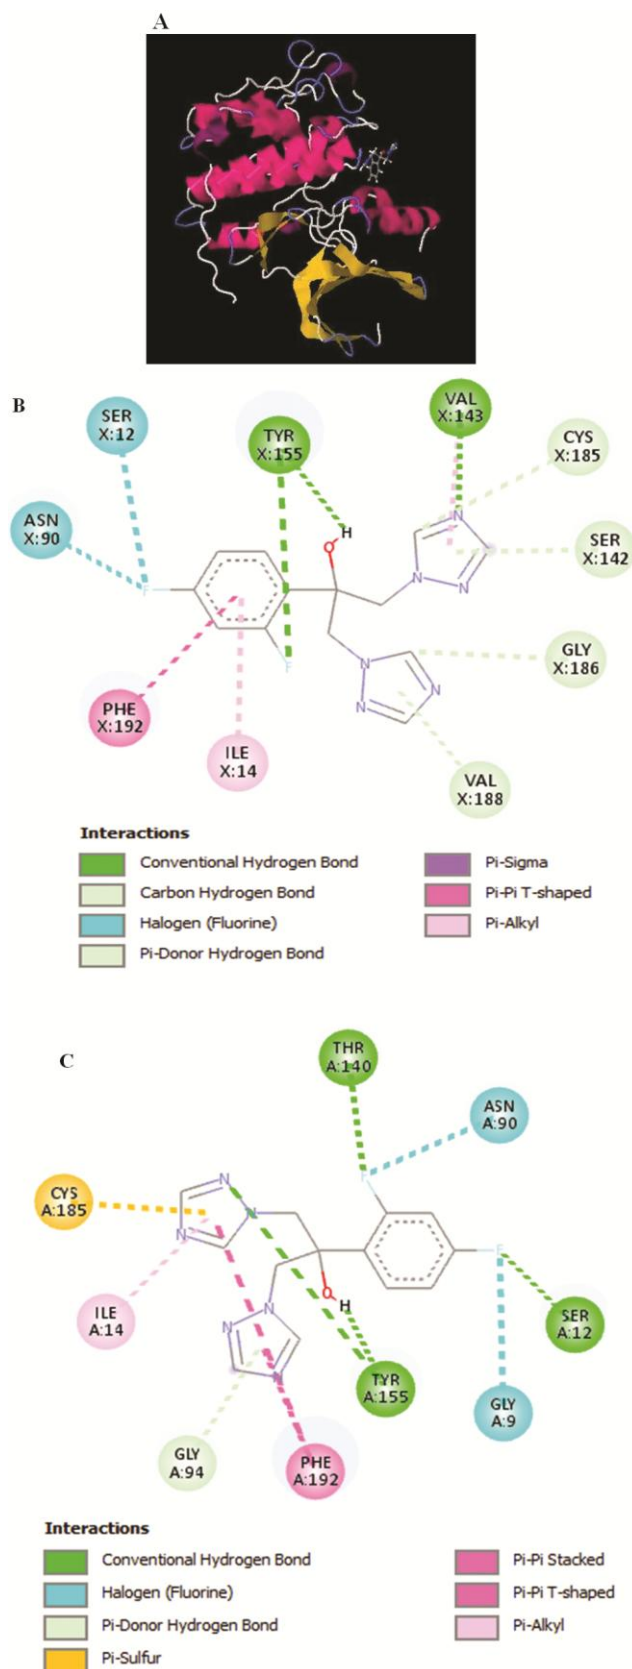 A
B
SER
X:12
TYR
X:155
VAL
X:143
CYS
X:185
ASN
X:90
SER
X:142
H
O
N
F
N
N
F
N
N
N
GLY
X:186
PHE
X:192
ILE
X:14
VAL
X:188
Interactions
Conventional Hydrogen Bond
Carbon Hydrogen Bond
Halogen (Fluorine)
Pi-Donor Hydrogen Bond
Pi-Sigma
Pi-Pi T-shaped
Pi-Alkyl
C
THR
A:140
ASN
A:90
CYS
A:185
N
F
N
N
F
O
H
N
N
N
ILE
A:14
SER
A:12
TYR
A:155
GLY
A:9
GLY
A:94
PHE
A:192
Interactions
Conventional Hydrogen Bond
Halogen (Fluorine)
Pi-Donor Hydrogen Bond
Pi-Sulfur
Pi-Pi Stacked
Pi-Pi T-shaped
Pi-Alkyl